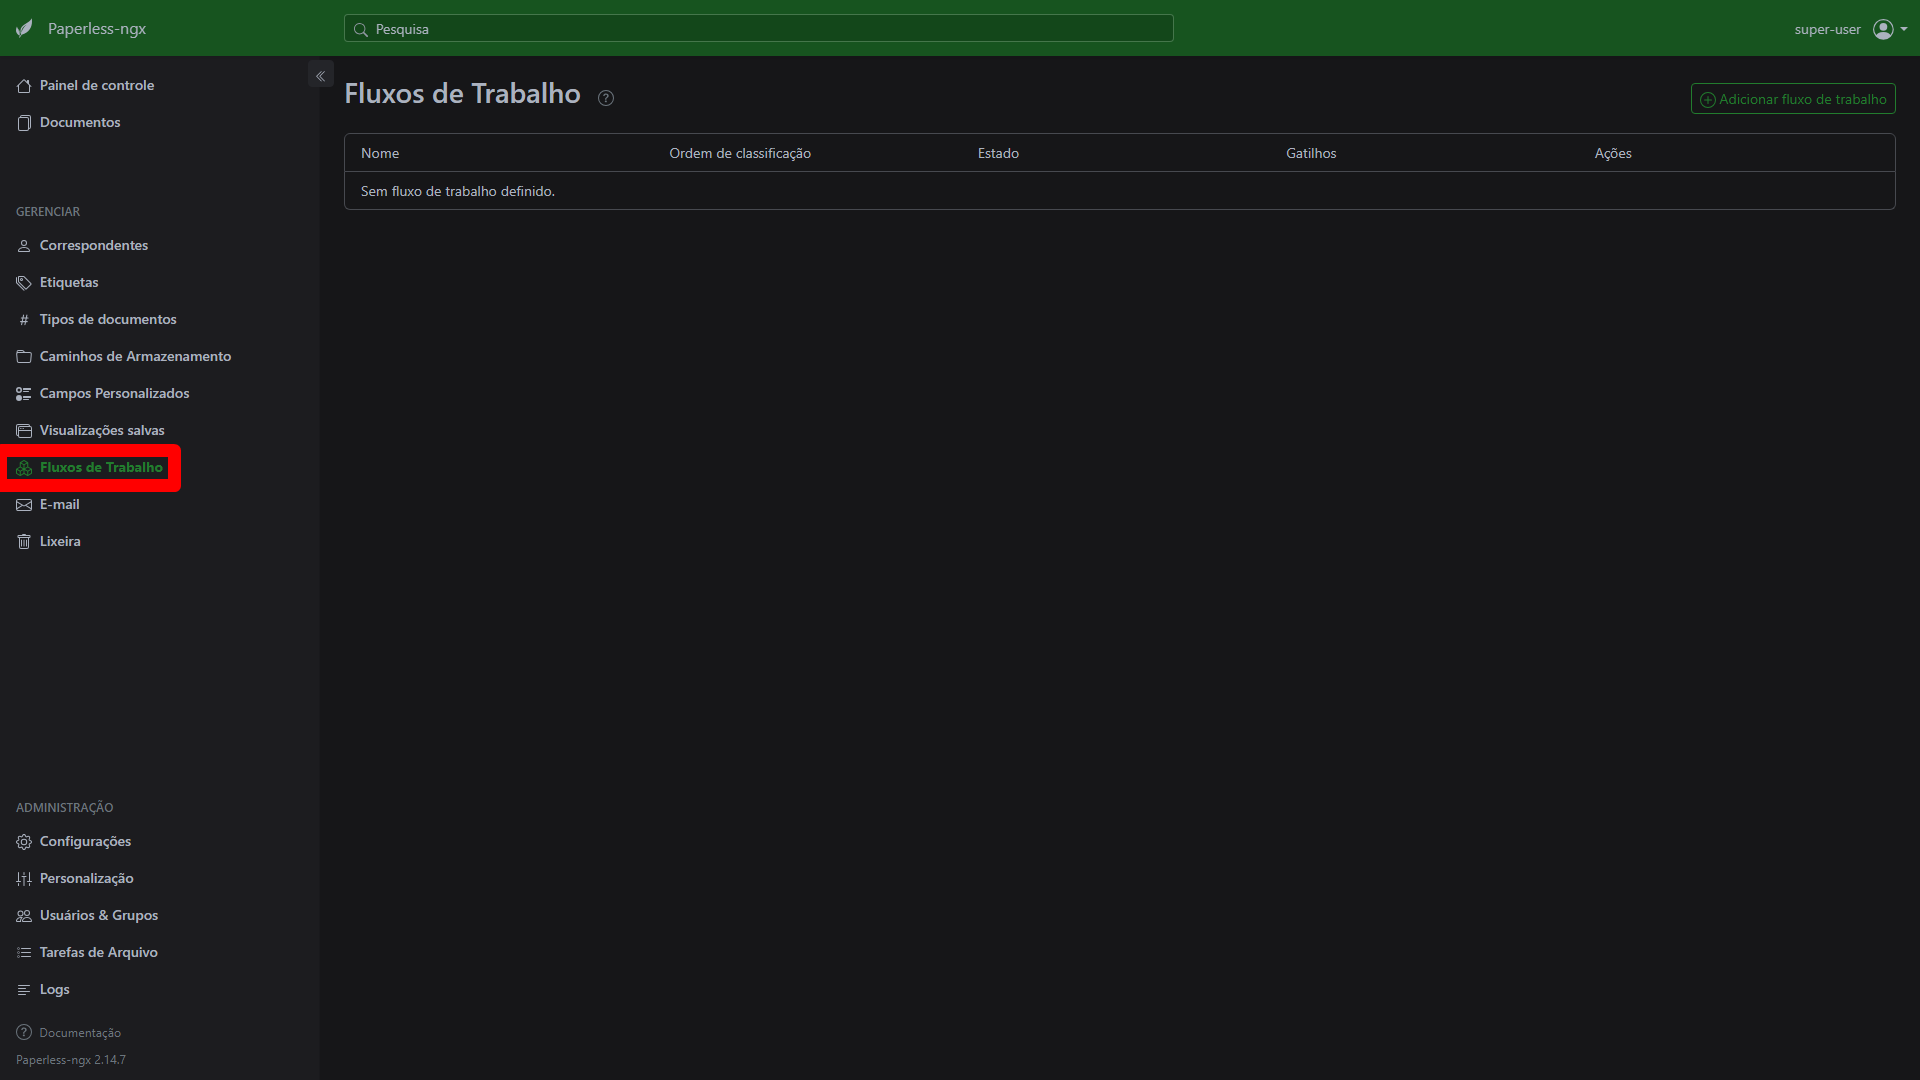 Paperless-ngx
Pesquisa
super-user
Painel de controle
Documentos
GERENCIAR
Correspondentes
Etiquetas
Tipos de documentos
Caminhos de Armazenamento
Campos Personalizados
Visualizações salvas
Fluxos de Trabalho
E-mail
Lixeira
ADMINISTRAÇÃO
Configurações
Personalização
Usuários & Grupos
Tarefas de Arquivo
Logs
Documentação
Paperless-ngx 2.14.7
Fluxos de Trabalho
Adicionar fluxo de trabalho
Nome Ordem de classificação Estado Gatilhos Ações
Sem fluxo de trabalho definido.